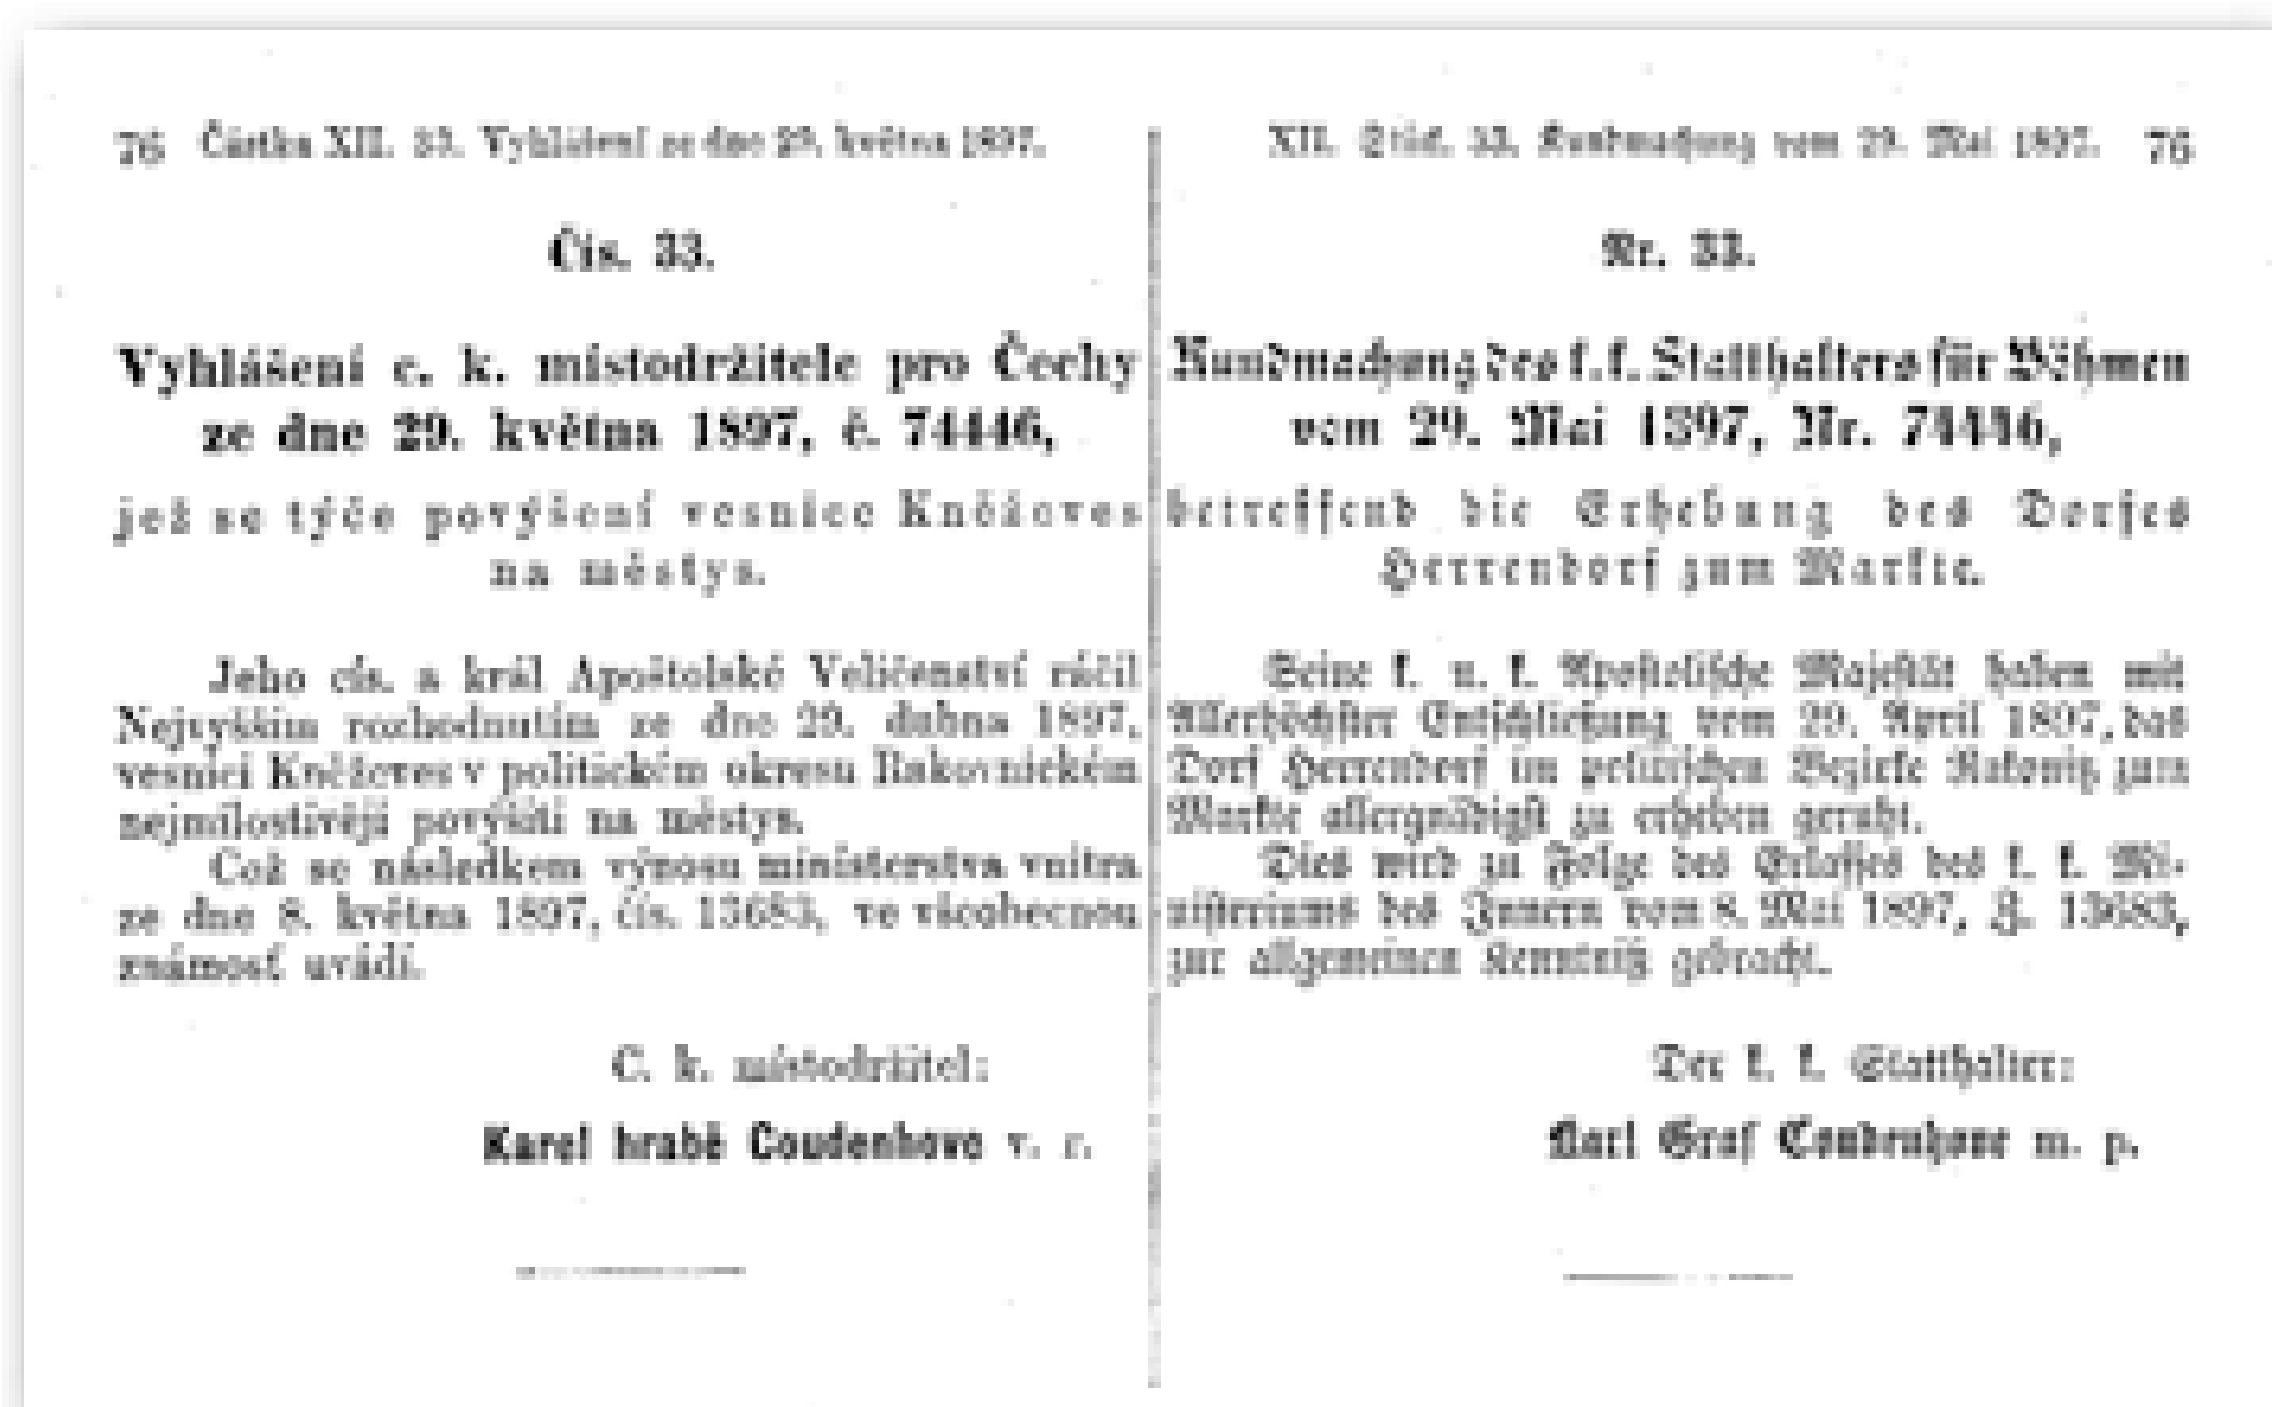 76 Částka XII. 33. Vyhlášení ze dne 29. května 1897.
Čís. 33.
Vyhlášení c. k. místodržitele pro Čechy
ze dne 29. května 1897, č. 74446,
jež se týče povýšení vesnice Kněževes
na městys.
Jeho cís. a král Apoštolské Veličenství ráčil
Nejvyšším rozhodnutím ze dne 29. dubna 1897,
vesnici Kněževes v politickém okresu Rakovnickém
nejmilostivěji povýšiti na městys.
Což se následkem výnosu ministerstva vnitra
ze dne 8. května 1897, čís. 13683, ve všeobecnou
známosť uvádí.
C. k. místodržitel:
Karel hrabě Coudenhove v. r.
XII. Stück. 33. Kundmachung vom 29. Mai 1897. 76
Nr. 33.
Kundmachung des k. k. Statthalters für Böhmen
vom 29. Mai 1897, Nr. 74446,
betreffend die Erhebung des Dorfes
Herrendorf zum Markte.
Seine k. u. k. Apostolische Majestät haben mit
Allerhöchster Entschließung vom 29. April 1897, das
Dorf Herrendorf im politischen Bezirke Rakonitz zum
Markte allergnädigst zu erheben geruht.
Dies wird zu Folge des Erlasses des k. k. Mi-
nisteriums des Innern vom 8. Mai 1897, Z. 13683,
zur allgemeinen Kenntniß gebracht.
Der k. k. Statthalter:
Karl Graf Coudenhove m. p.